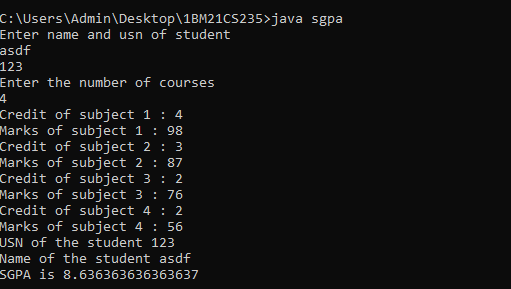 C:\Users\Admin\Desktop\1BM21CS235>java sgpa
Enter name and usn of student
asdf
123
Enter the number of courses
4
Credit of subject 1 : 4
Marks of subject 1 : 98
Credit of subject 2 : 3
Marks of subject 2 : 87
Credit of subject 3 : 2
Marks of subject 3 : 76
Credit of subject 4 : 2
Marks of subject 4 : 56
USN of the student 123
Name of the student asdf
SGPA is 8.636363636363637